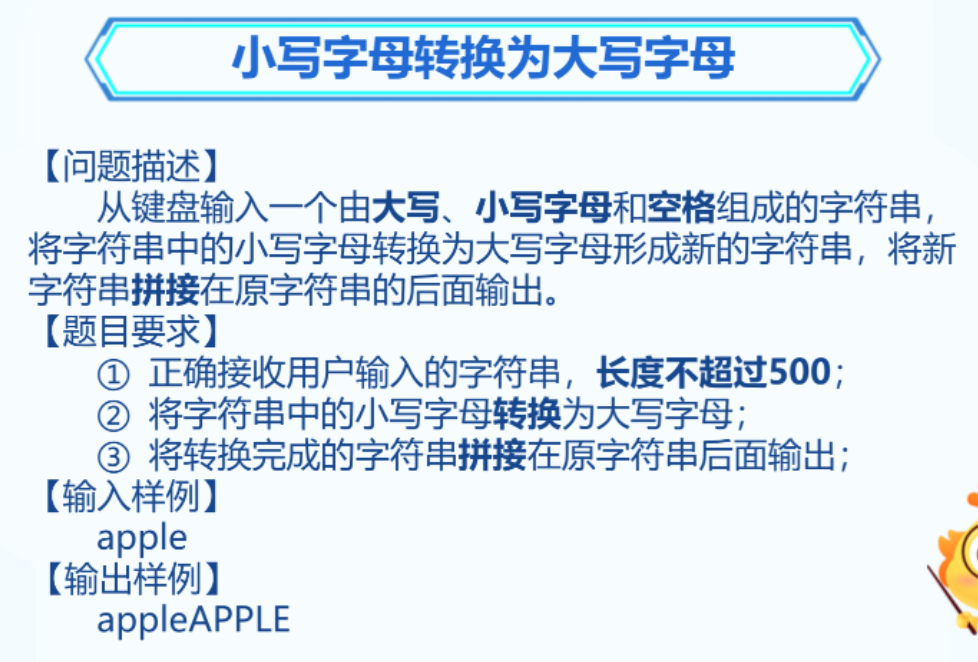 小写字母转换为大写字母
【问题描述】
从键盘输入一个由大写、小写字母和空格组成的字符串，
将字符串中的小写字母转换为大写字母形成新的字符串，将新
字符串拼接在原字符串的后面输出。
【题目要求】
① 正确接收用户输入的字符串，长度不超过500；
② 将字符串中的小写字母转换为大写字母；
③ 将转换完成的字符串拼接在原字符串后面输出；
【输入样例】
apple
【输出样例】
appleAPPLE